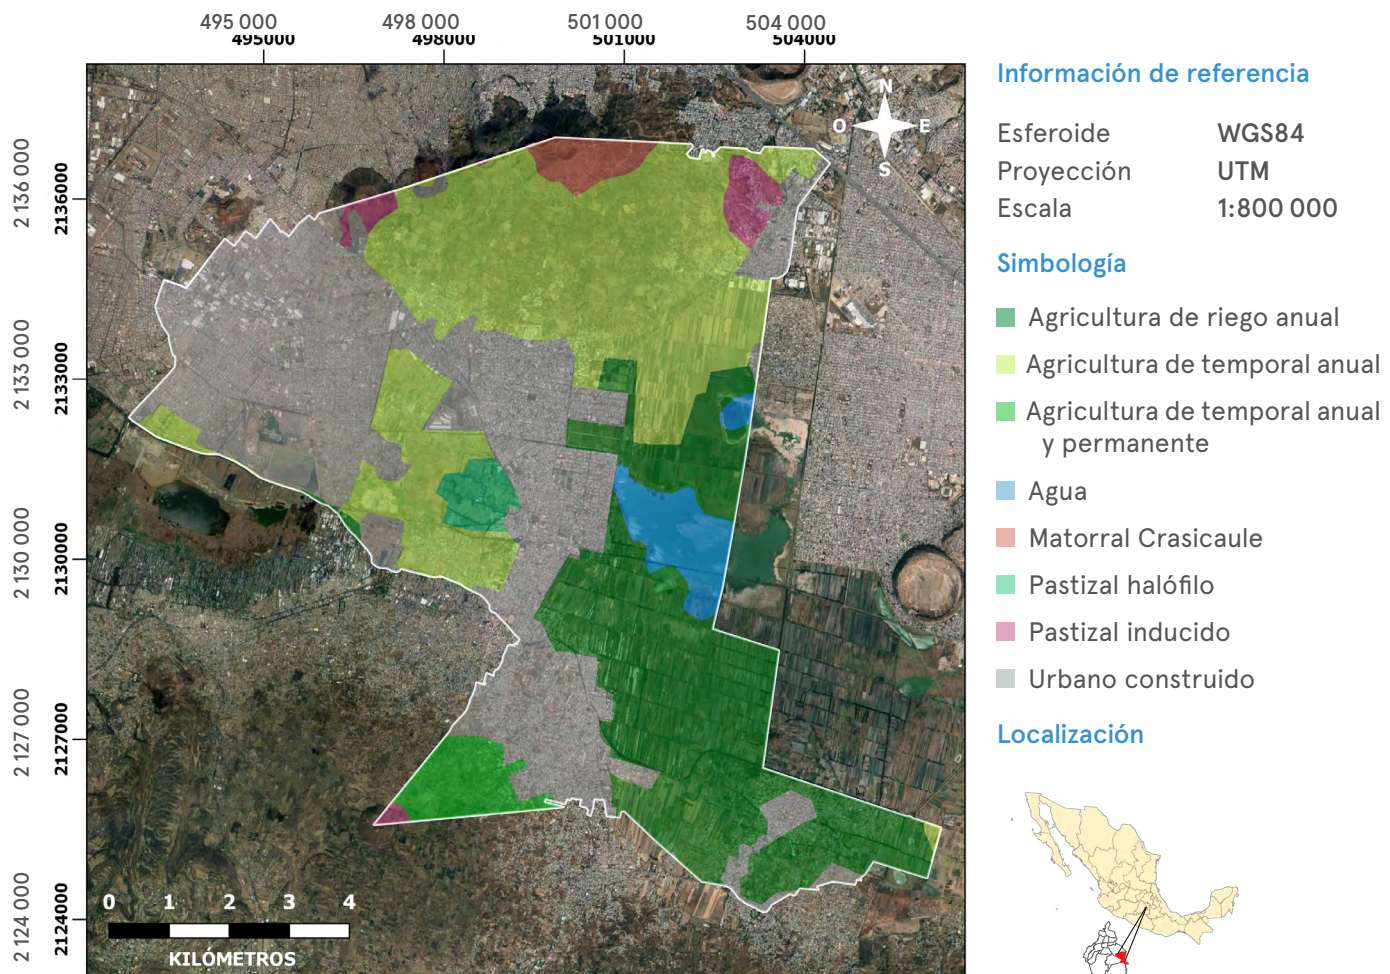 495 000 498 000 501 000 504 000
495000 498000 501000 504000
2 136 000
2 133 000
2 130 000
2 127 000
2 124 000
2136000
2133000
2130000
2127000
2124000
N
O E
S
0 1 2 3 4
KILÓMETROS
Información de referencia
Esferoide WGS84
Proyección UTM
Escala 1:800 000
Simbología
Agricultura de riego anual
Agricultura de temporal anual
Agricultura de temporal anual
y permanente
Agua
Matorral Crasicaule
Pastizal halófilo
Pastizal inducido
Urbano construido
Localización